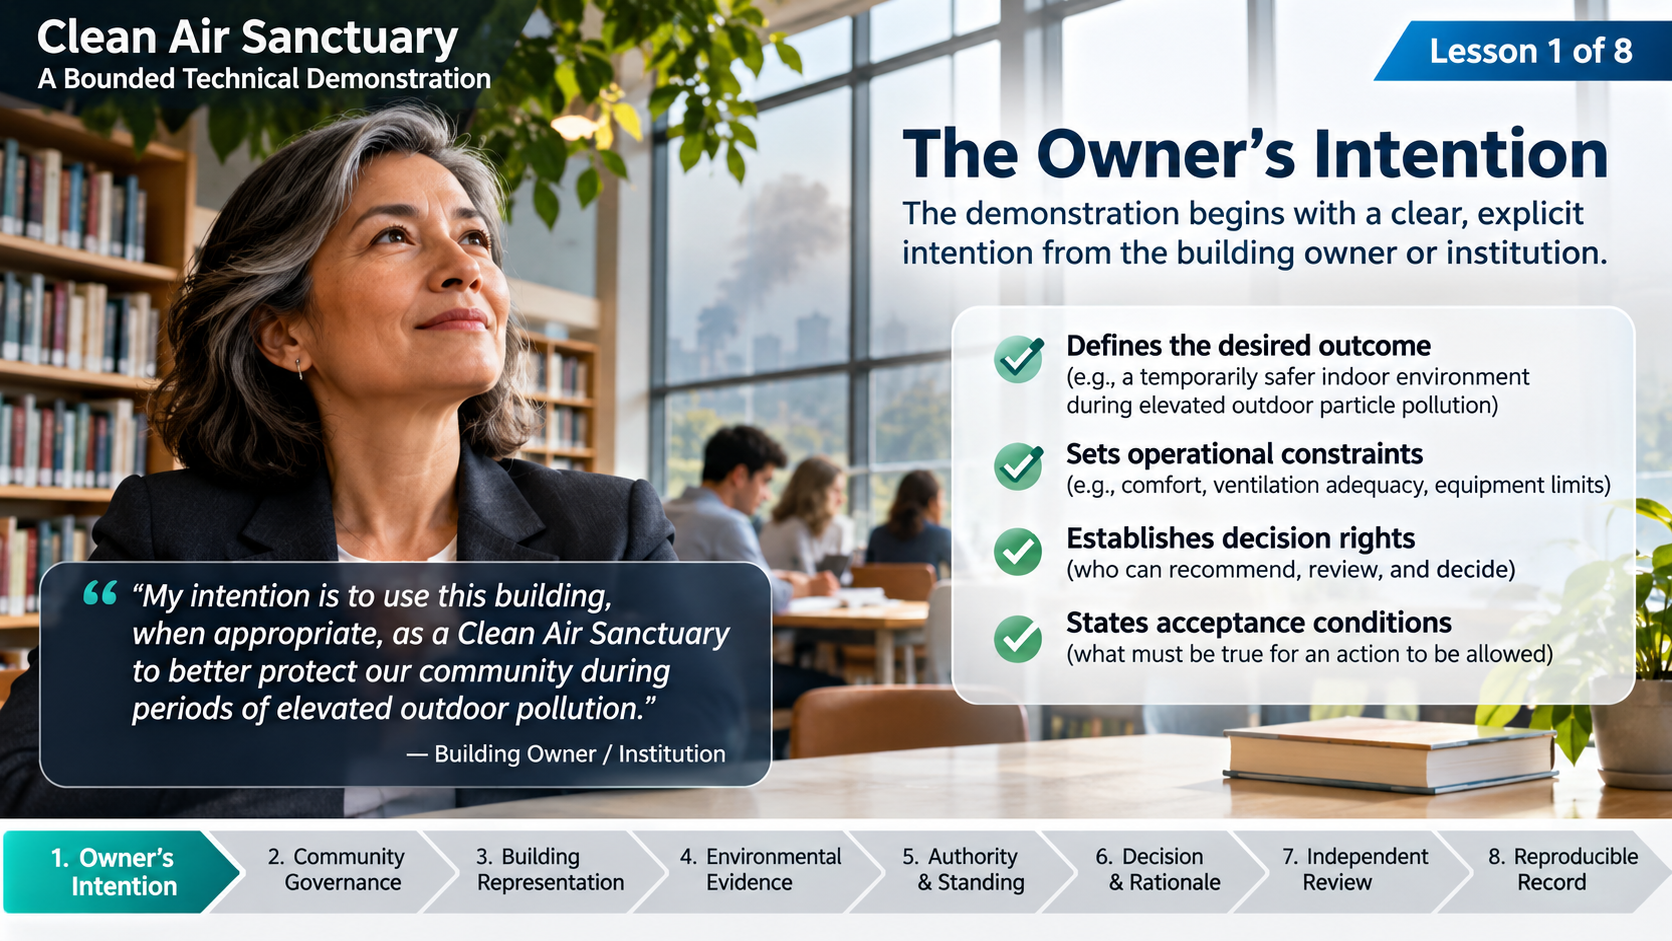 Clean Air Sanctuary
A Bounded Technical Demonstration
Lesson 1 of 8
The Owner’s Intention
The demonstration begins with a clear, explicit
intention from the building owner or institution.
Defines the desired outcome
(e.g., a temporarily safer indoor environment
during elevated outdoor particle pollution)
Sets operational constraints
(e.g., comfort, ventilation adequacy, equipment limits)
Establishes decision rights
(who can recommend, review, and decide)
States acceptance conditions
(what must be true for an action to be allowed)
“ “My intention is to use this building,
when appropriate, as a Clean Air Sanctuary
to better protect our community during
periods of elevated outdoor pollution.”
— Building Owner / Institution
1. Owner’s
Intention
2. Community
Governance
3. Building
Representation
4. Environmental
Evidence
5. Authority
& Standing
6. Decision
& Rationale
7. Independent
Review
8. Reproducible
Record